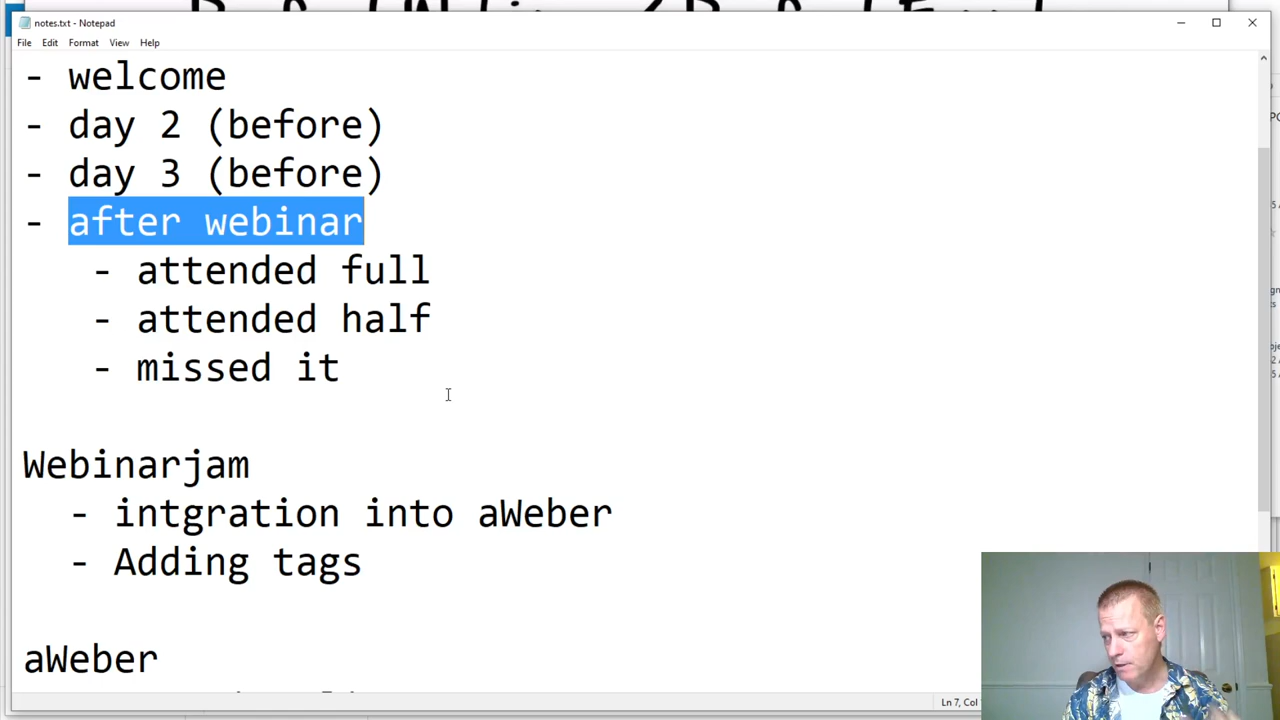 notes.txt - Notepad
File Edit Format View Help
- welcome
- day 2 (before)
- day 3 (before)
- after webinar
- attended full
- attended half
- missed it
Webinarjam
- intgration into aWeber
- Adding tags
aWeber
Ln 7, Col